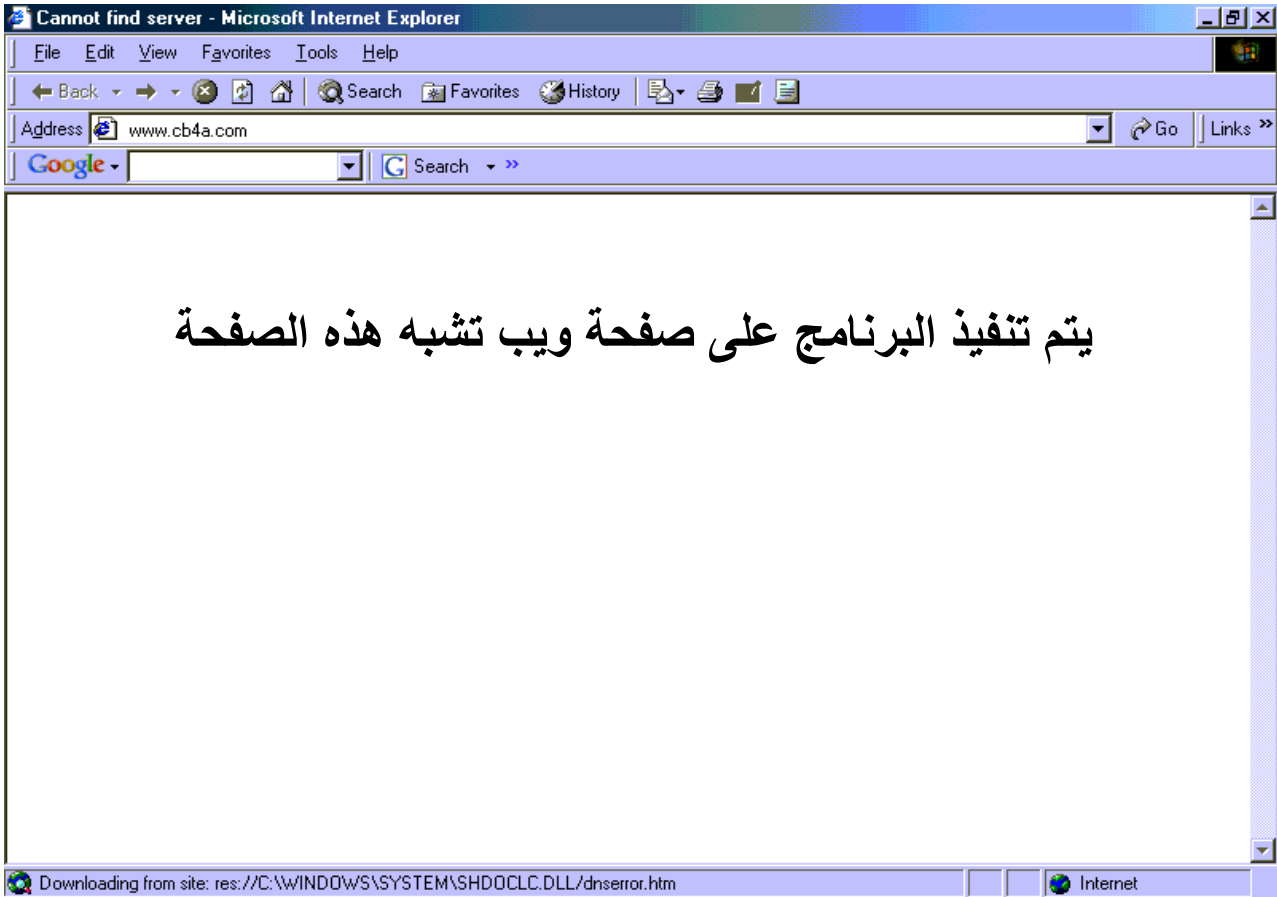 Cannot find server - Microsoft Internet Explorer
File Edit View Favorites Tools Help
Back Search Favorites History
Address www.cb4a.com Go Links »
Google Search »
يتم تنفيذ البرنامج على صفحة ويب تشبه هذه الصفحة
Downloading from site: res://C:\WINDOWS\SYSTEM\SHDOCLC.DLL/dnserror.htm Internet